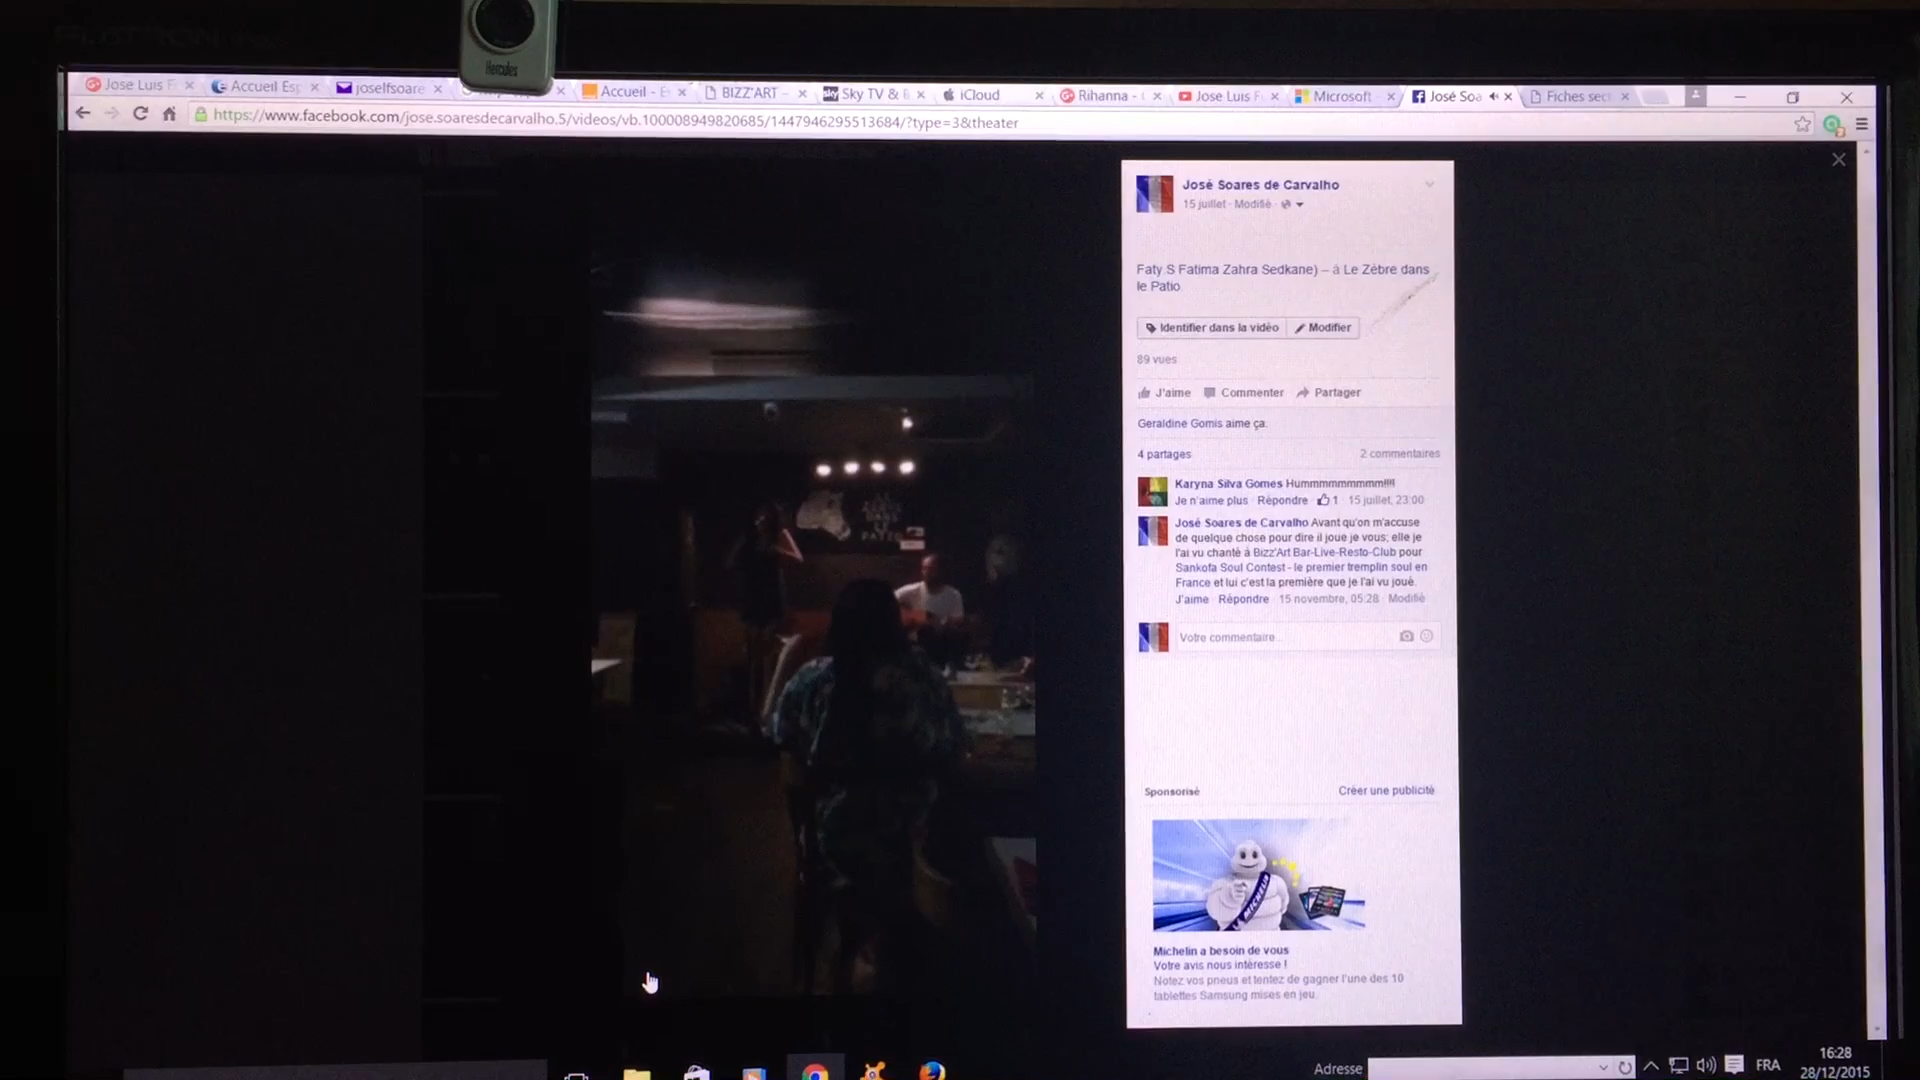 Hercules
Jose Luis F
Accueil Esp
joselfsoare
Accueil - E
BIZZ'ART –
Sky TV & B
iCloud
Rihanna -
Jose Luis F
Microsoft
José Soa
Fiches sect
https://www.facebook.com/jose.soaresdecarvalho.5/videos/vb.100008949820685/1447946295513684/?type=3&theater
José Soares de Carvalho
15 juillet · Modifié ·
Faty S Fatima Zahra Sedkane) – à Le Zèbre dans
le Patio
Identifier dans la vidéo Modifier
89 vues
J'aime Commenter Partager
Geraldine Gomis aime ça.
4 partages 2 commentaires
Karyna Silva Gomes Hummmmmmmmm!!!!
Je n'aime plus · Répondre · 1 · 15 juillet, 23:00
José Soares de Carvalho Avant qu'on m'accuse
de quelque chose pour dire il joue je vous; elle je
l'ai vu chanté à Bizz'Art Bar-Live-Resto-Club pour
Sankofa Soul Contest - le premier tremplin soul en
France et lui c'est la première que je l'ai vu joué.
J'aime · Répondre · 15 novembre, 05:28 · Modifié
Votre commentaire...
LE
ZÈBRE
DANS
LE
PATIO
Sponsorisé Créer une publicité
MICHELIN
Michelin a besoin de vous
Votre avis nous intéresse !
Notez vos pneus et tentez de gagner l'une des 10
tablettes Samsung mises en jeu.
Adresse
FRA
16:28
28/12/2015